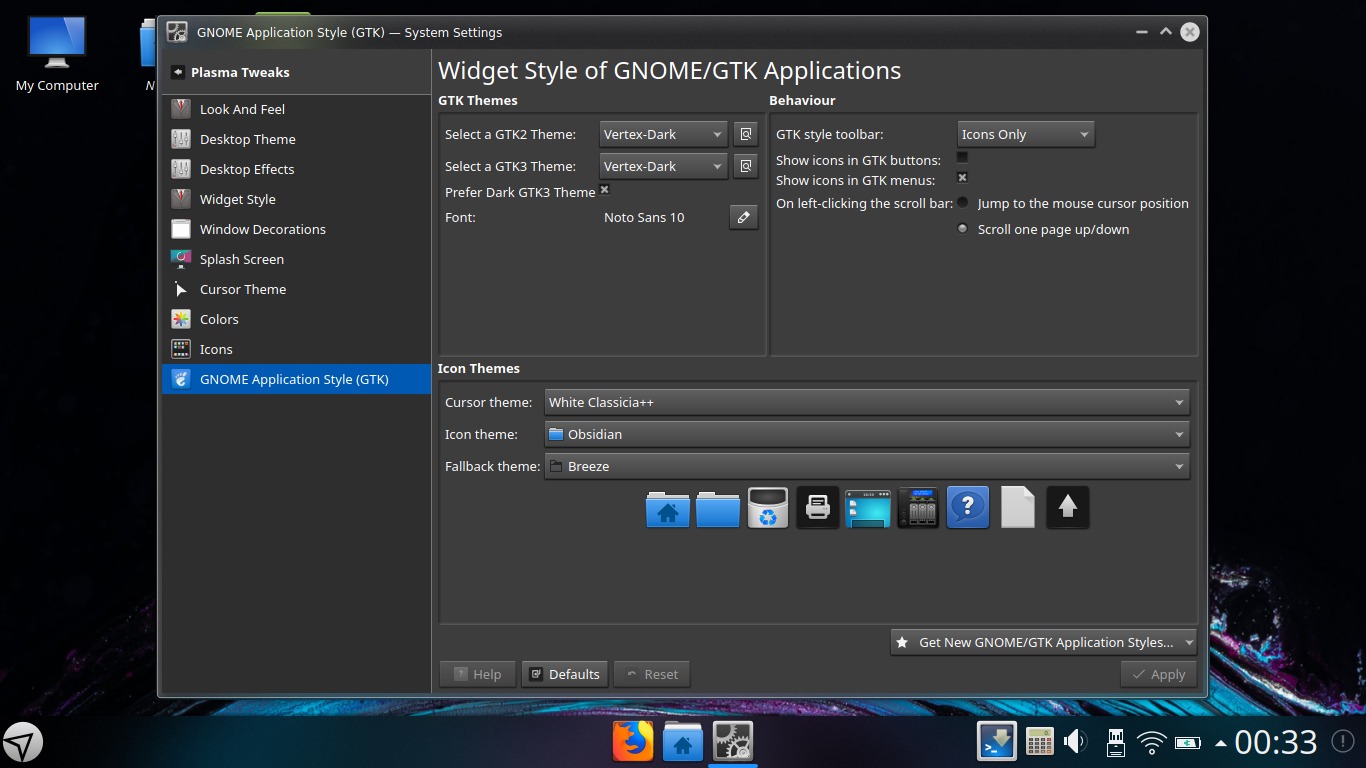 GNOME Application Style (GTK) — System Settings
My Computer
N
Plasma Tweaks
Look And Feel
Desktop Theme
Desktop Effects
Widget Style
Window Decorations
Splash Screen
Cursor Theme
Colors
Icons
GNOME Application Style (GTK)
Widget Style of GNOME/GTK Applications
GTK Themes
Select a GTK2 Theme: Vertex-Dark
Select a GTK3 Theme: Vertex-Dark
Prefer Dark GTK3 Theme
Font: Noto Sans 10
Behaviour
GTK style toolbar: Icons Only
Show icons in GTK buttons:
Show icons in GTK menus:
On left-clicking the scroll bar: Jump to the mouse cursor position
Scroll one page up/down
Icon Themes
Cursor theme: White Classicia++
Icon theme: Obsidian
Fallback theme: Breeze
Get New GNOME/GTK Application Styles...
Help Defaults Reset Apply
00:33